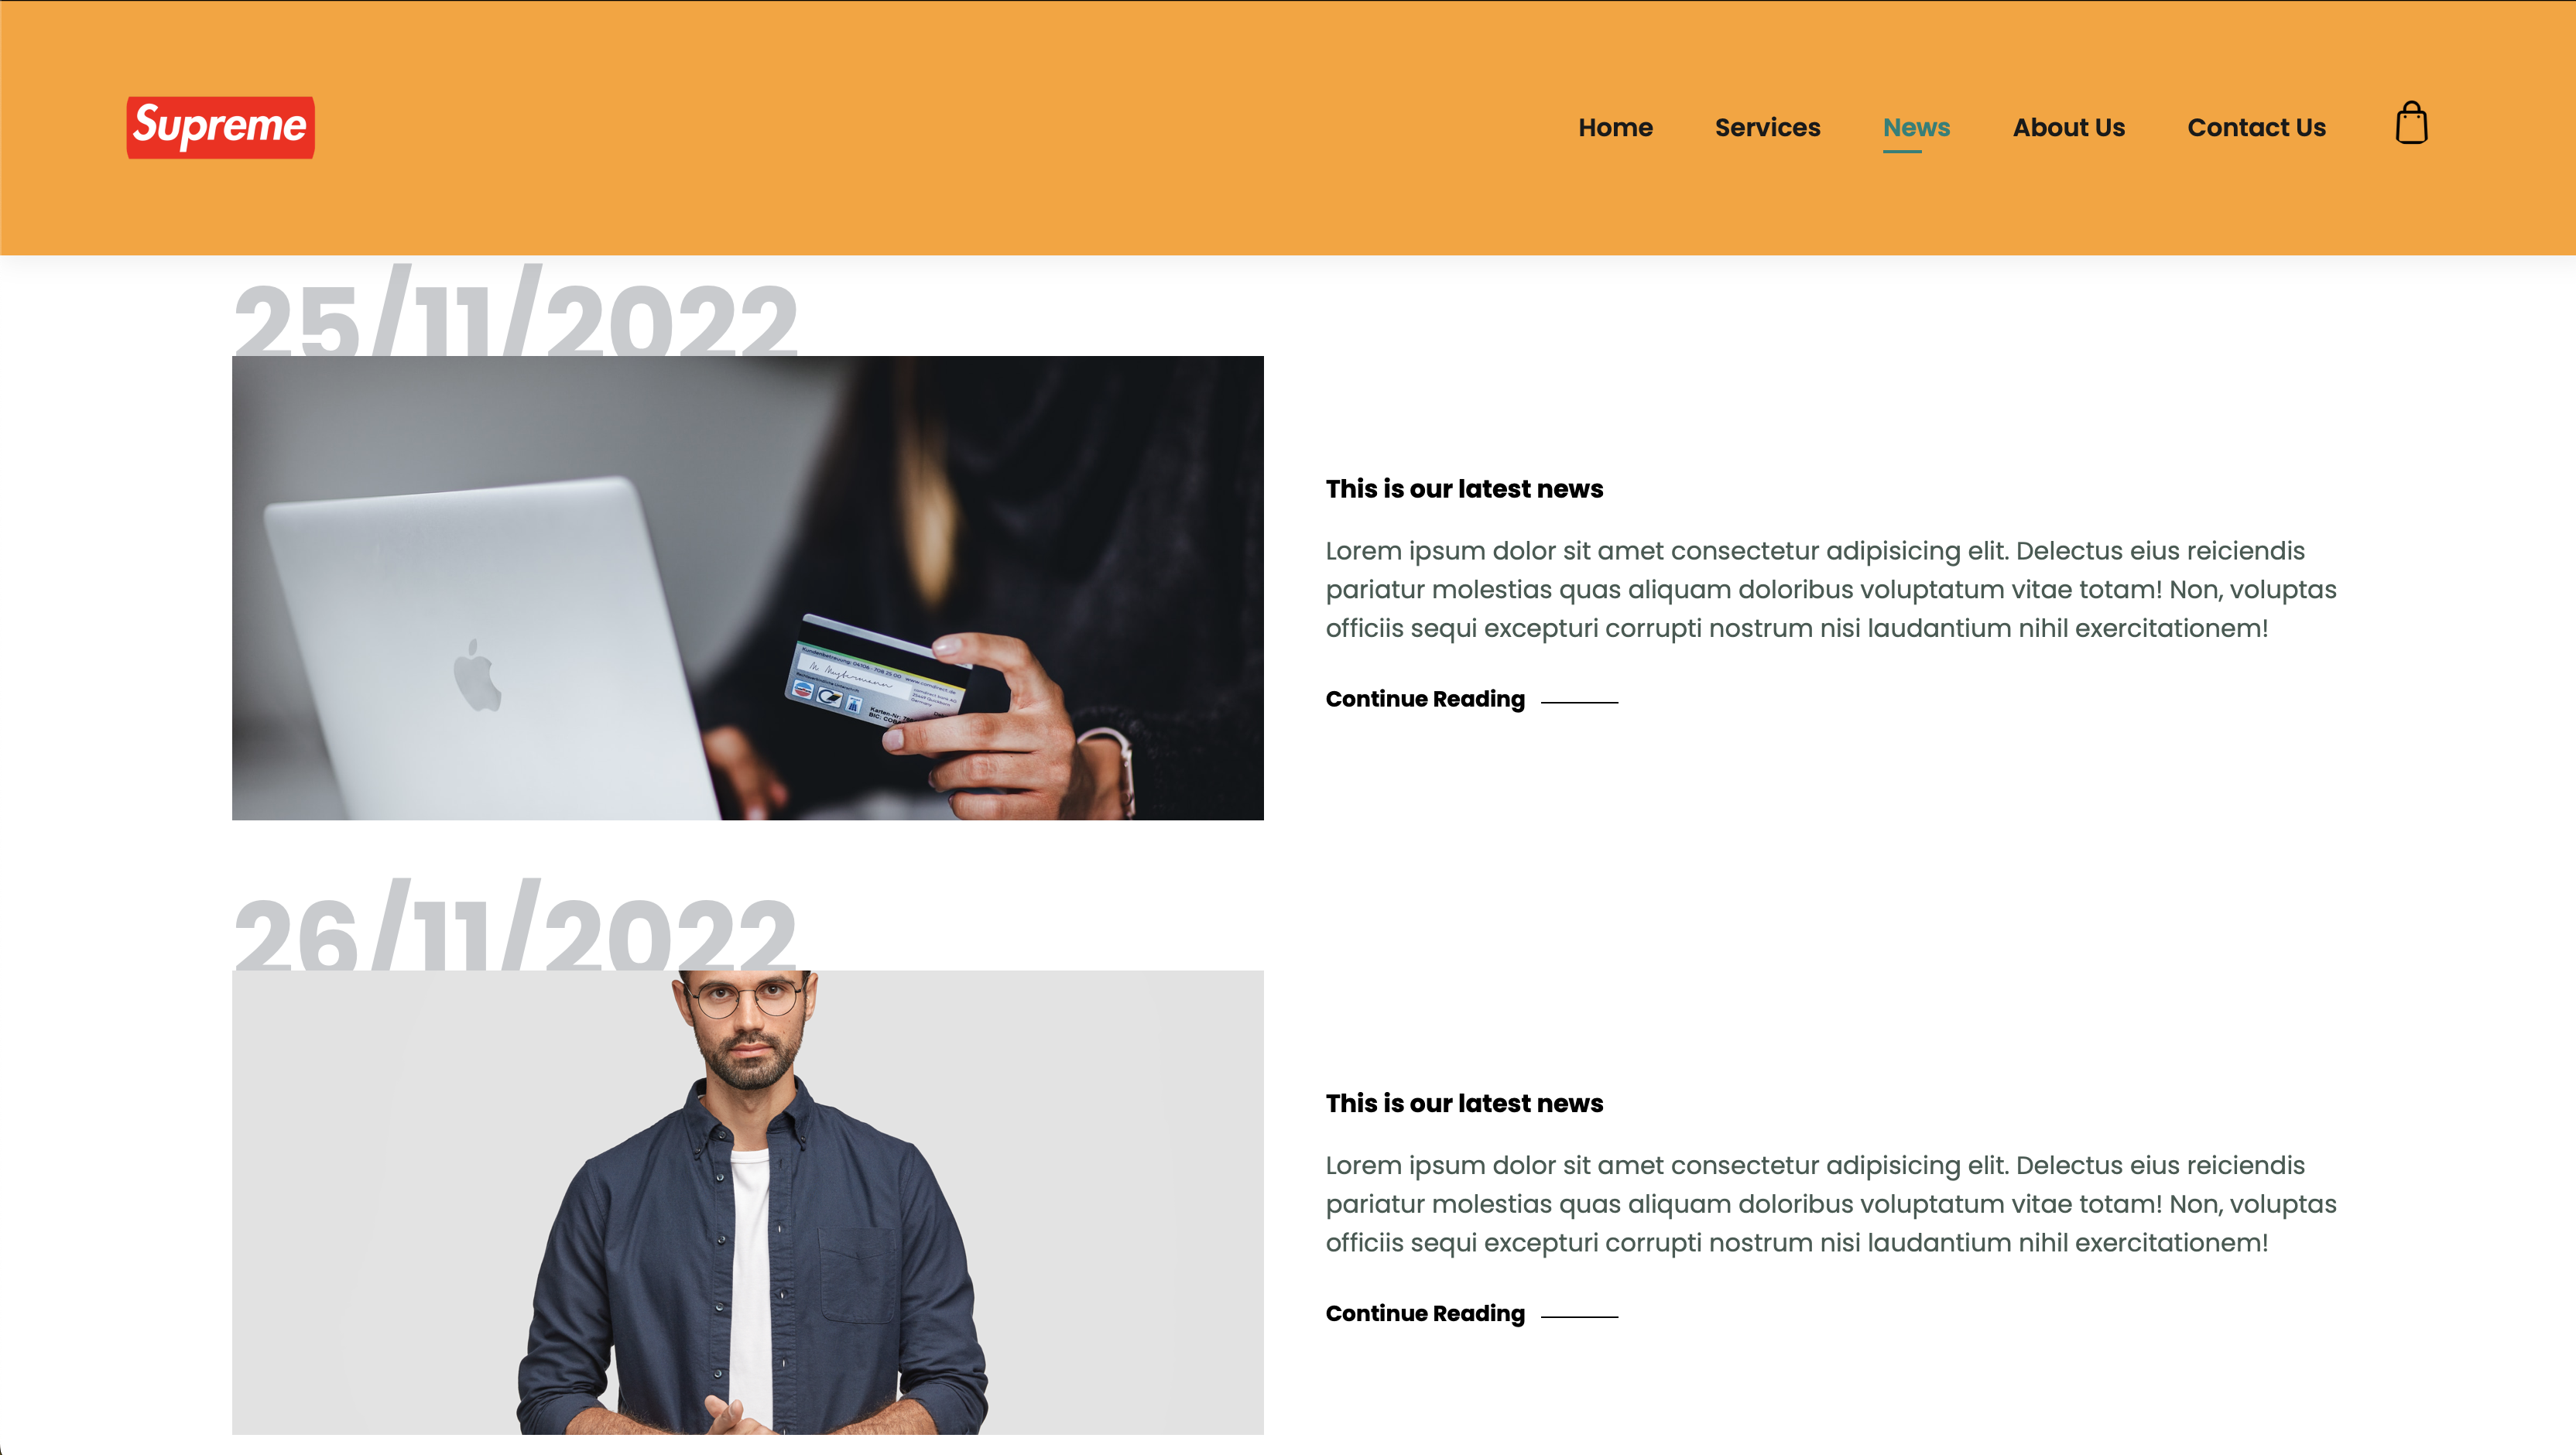 Supreme
Home Services News About Us Contact Us
25/11/2022
This is our latest news
Lorem ipsum dolor sit amet consectetur adipisicing elit. Delectus eius reiciendis
pariatur molestias quas aliquam doloribus voluptatum vitae totam! Non, voluptas
officiis sequi excepturi corrupti nostrum nisi laudantium nihil exercitationem!
Continue Reading
26/11/2022
This is our latest news
Lorem ipsum dolor sit amet consectetur adipisicing elit. Delectus eius reiciendis
pariatur molestias quas aliquam doloribus voluptatum vitae totam! Non, voluptas
officiis sequi excepturi corrupti nostrum nisi laudantium nihil exercitationem!
Continue Reading